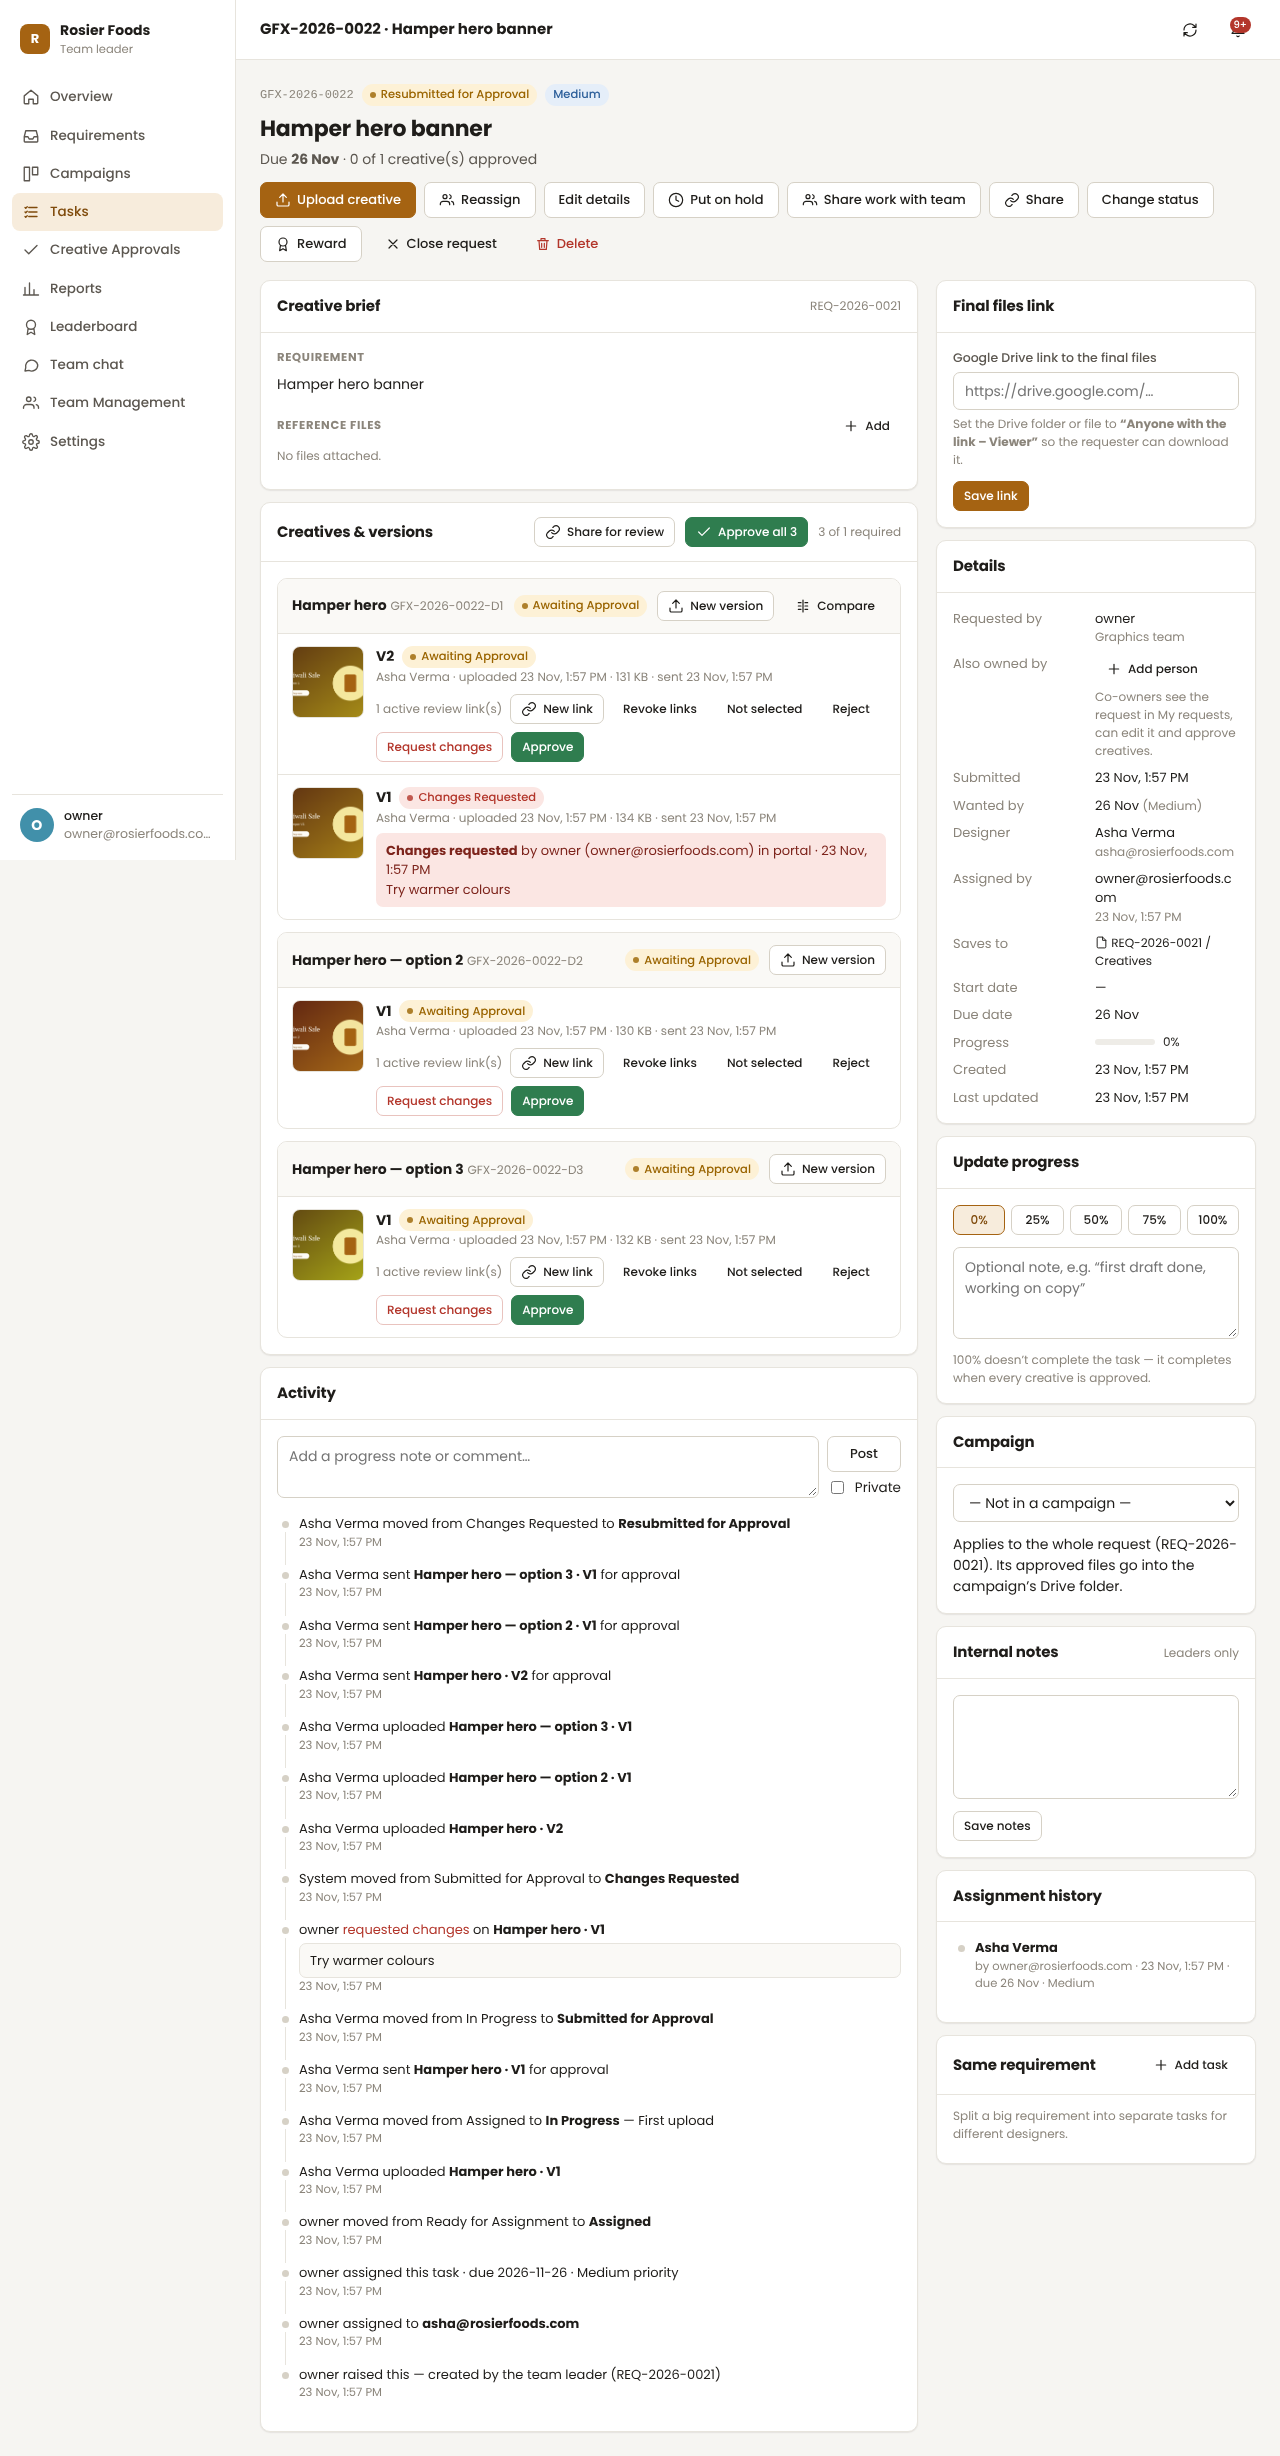 R
Rosier Foods
Team leader
Overview
Requirements
Campaigns
Tasks
Creative Approvals
Reports
Leaderboard
Team chat
Team Management
Settings
O
owner
owner@rosierfoods.co...
GFX-2026-0022 · Hamper hero banner
9+
GFX-2026-0022 Resubmitted for Approval Medium
Hamper hero banner
Due 26 Nov · 0 of 1 creative(s) approved
Upload creative Reassign Edit details Put on hold Share work with team Share Change status
Reward Close request Delete
Creative brief REQ-2026-0021
REQUIREMENT
Hamper hero banner
REFERENCE FILES Add
No files attached.
Creatives & versions Share for review Approve all 3 3 of 1 required
Hamper hero GFX-2026-0022-D1 Awaiting Approval New version Compare
iwali Safe
V2 Awaiting Approval
Asha Verma · uploaded 23 Nov, 1:57 PM · 131 KB · sent 23 Nov, 1:57 PM
1 active review link(s) New link Revoke links Not selected Reject
Request changes Approve
iwali Safe
V1 Changes Requested
Asha Verma · uploaded 23 Nov, 1:57 PM · 134 KB · sent 23 Nov, 1:57 PM
Changes requested by owner (owner@rosierfoods.com) in portal · 23 Nov,
1:57 PM
Try warmer colours
Hamper hero — option 2 GFX-2026-0022-D2 Awaiting Approval New version
iwali Safe
V1 Awaiting Approval
Asha Verma · uploaded 23 Nov, 1:57 PM · 130 KB · sent 23 Nov, 1:57 PM
1 active review link(s) New link Revoke links Not selected Reject
Request changes Approve
Hamper hero — option 3 GFX-2026-0022-D3 Awaiting Approval New version
iwali Safe
V1 Awaiting Approval
Asha Verma · uploaded 23 Nov, 1:57 PM · 132 KB · sent 23 Nov, 1:57 PM
1 active review link(s) New link Revoke links Not selected Reject
Request changes Approve
Activity
Add a progress note or comment... Post
Private
Asha Verma moved from Changes Requested to Resubmitted for Approval
23 Nov, 1:57 PM
Asha Verma sent Hamper hero — option 3 · V1 for approval
23 Nov, 1:57 PM
Asha Verma sent Hamper hero — option 2 · V1 for approval
23 Nov, 1:57 PM
Asha Verma sent Hamper hero · V2 for approval
23 Nov, 1:57 PM
Asha Verma uploaded Hamper hero — option 3 · V1
23 Nov, 1:57 PM
Asha Verma uploaded Hamper hero — option 2 · V1
23 Nov, 1:57 PM
Asha Verma uploaded Hamper hero · V2
23 Nov, 1:57 PM
System moved from Submitted for Approval to Changes Requested
23 Nov, 1:57 PM
owner requested changes on Hamper hero · V1
Try warmer colours
23 Nov, 1:57 PM
Asha Verma moved from In Progress to Submitted for Approval
23 Nov, 1:57 PM
Asha Verma sent Hamper hero · V1 for approval
23 Nov, 1:57 PM
Asha Verma moved from Assigned to In Progress — First upload
23 Nov, 1:57 PM
Asha Verma uploaded Hamper hero · V1
23 Nov, 1:57 PM
owner moved from Ready for Assignment to Assigned
23 Nov, 1:57 PM
owner assigned this task · due 2026-11-26 · Medium priority
23 Nov, 1:57 PM
owner assigned to asha@rosierfoods.com
23 Nov, 1:57 PM
owner raised this — created by the team leader (REQ-2026-0021)
23 Nov, 1:57 PM
Final files link
Google Drive link to the final files
https://drive.google.com/...
Set the Drive folder or file to “Anyone with the
link – Viewer” so the requester can download
it.
Save link
Details
Requested by owner
Graphics team
Also owned by Add person
Co-owners see the
request in My requests,
can edit it and approve
creatives.
Submitted 23 Nov, 1:57 PM
Wanted by 26 Nov (Medium)
Designer Asha Verma
asha@rosierfoods.com
Assigned by owner@rosierfoods.c
om
23 Nov, 1:57 PM
Saves to REQ-2026-0021 /
Creatives
Start date —
Due date 26 Nov
Progress 0%
Created 23 Nov, 1:57 PM
Last updated 23 Nov, 1:57 PM
Update progress
0% 25% 50% 75% 100%
Optional note, e.g. “first draft done,
working on copy”
100% doesn’t complete the task — it completes
when every creative is approved.
Campaign
— Not in a campaign —
Applies to the whole request (REQ-2026-
0021). Its approved files go into the
campaign’s Drive folder.
Internal notes Leaders only
Save notes
Assignment history
Asha Verma
by owner@rosierfoods.com · 23 Nov, 1:57 PM ·
due 26 Nov · Medium
Same requirement Add task
Split a big requirement into separate tasks for
different designers.